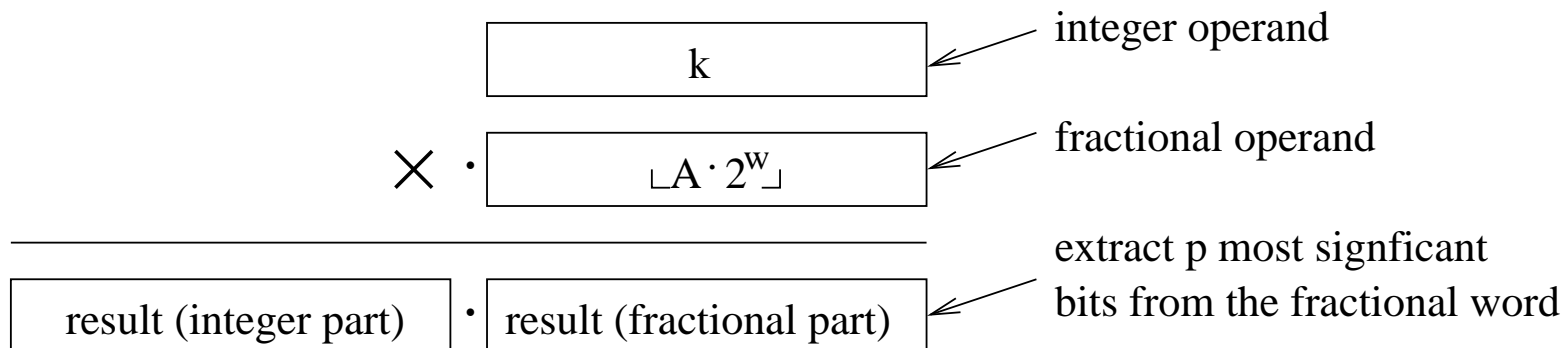 k
integer operand
× · ⌊A · 2^w⌋
fractional operand
result (integer part) · result (fractional part)
extract p most signficant
bits from the fractional word